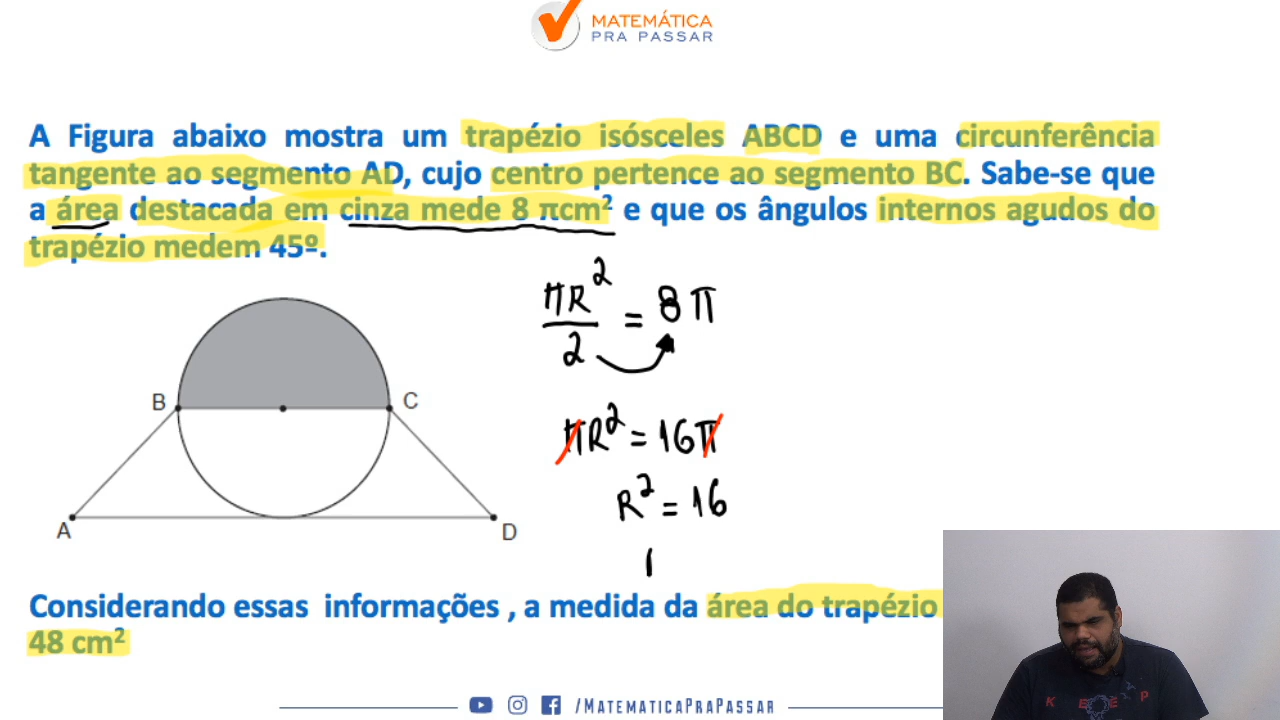 MATEMÁTICA
PRA PASSAR
A Figura abaixo mostra um trapézio isósceles ABCD e uma circunferência
tangente ao segmento AD, cujo centro pertence ao segmento BC. Sabe-se que
a área destacada em cinza mede 8 πcm² e que os ângulos internos agudos do
trapézio medem 45º.
πR²/2 = 8π
B
C
πR² = 16π
R² = 16
A
D
Considerando essas informações , a medida da área do trapézio
48 cm²
KEEP
/MATEMATICAPRAPASSAR